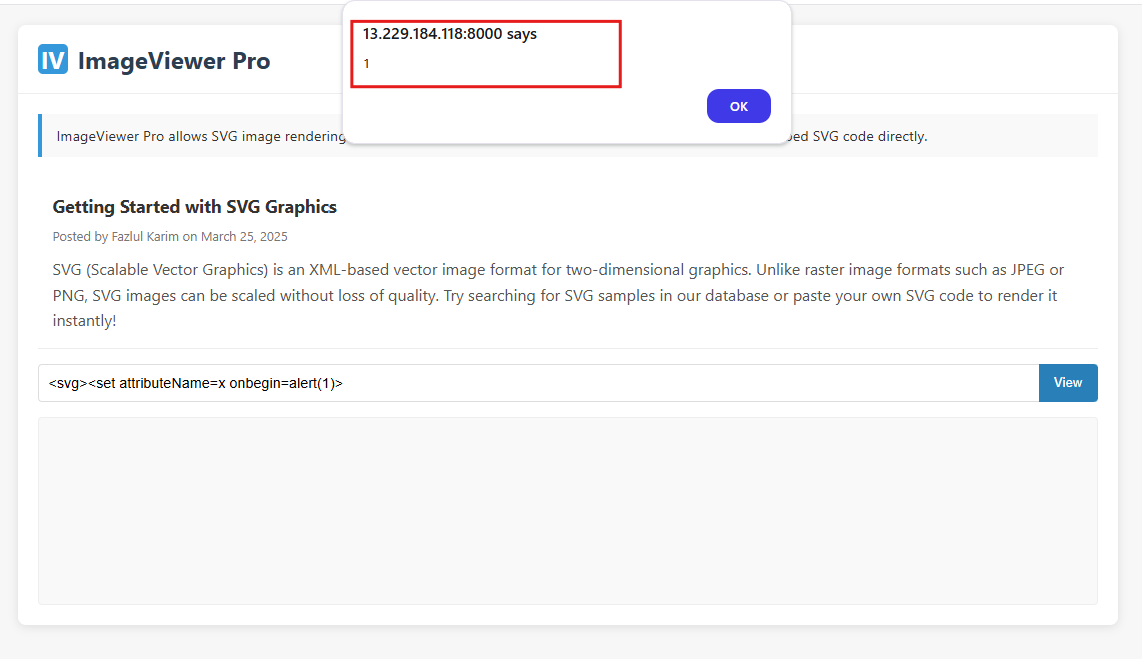 13.229.184.118:8000 says
1
OK
IV ImageViewer Pro
ImageViewer Pro allows SVG image rendering SVG code directly.
Getting Started with SVG Graphics
Posted by Fazlul Karim on March 25, 2025
SVG (Scalable Vector Graphics) is an XML-based vector image format for two-dimensional graphics. Unlike raster image formats such as JPEG or
PNG, SVG images can be scaled without loss of quality. Try searching for SVG samples in our database or paste your own SVG code to render it
instantly!
<svg><set attributeName=x onbegin=alert(1)>
View